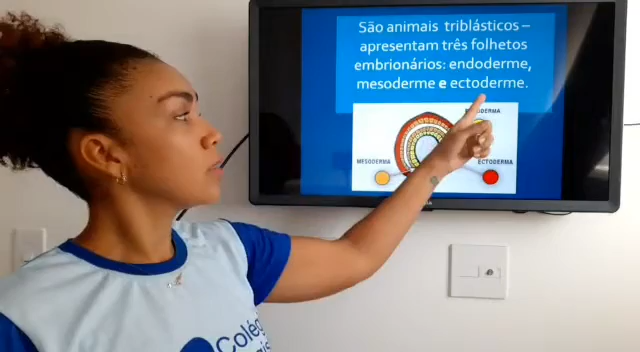 São animais triblásticos –
apresentam três folhetos
embrionários: endoderme,
mesoderme e ectoderme.
MESODERMA
ECTODERMA